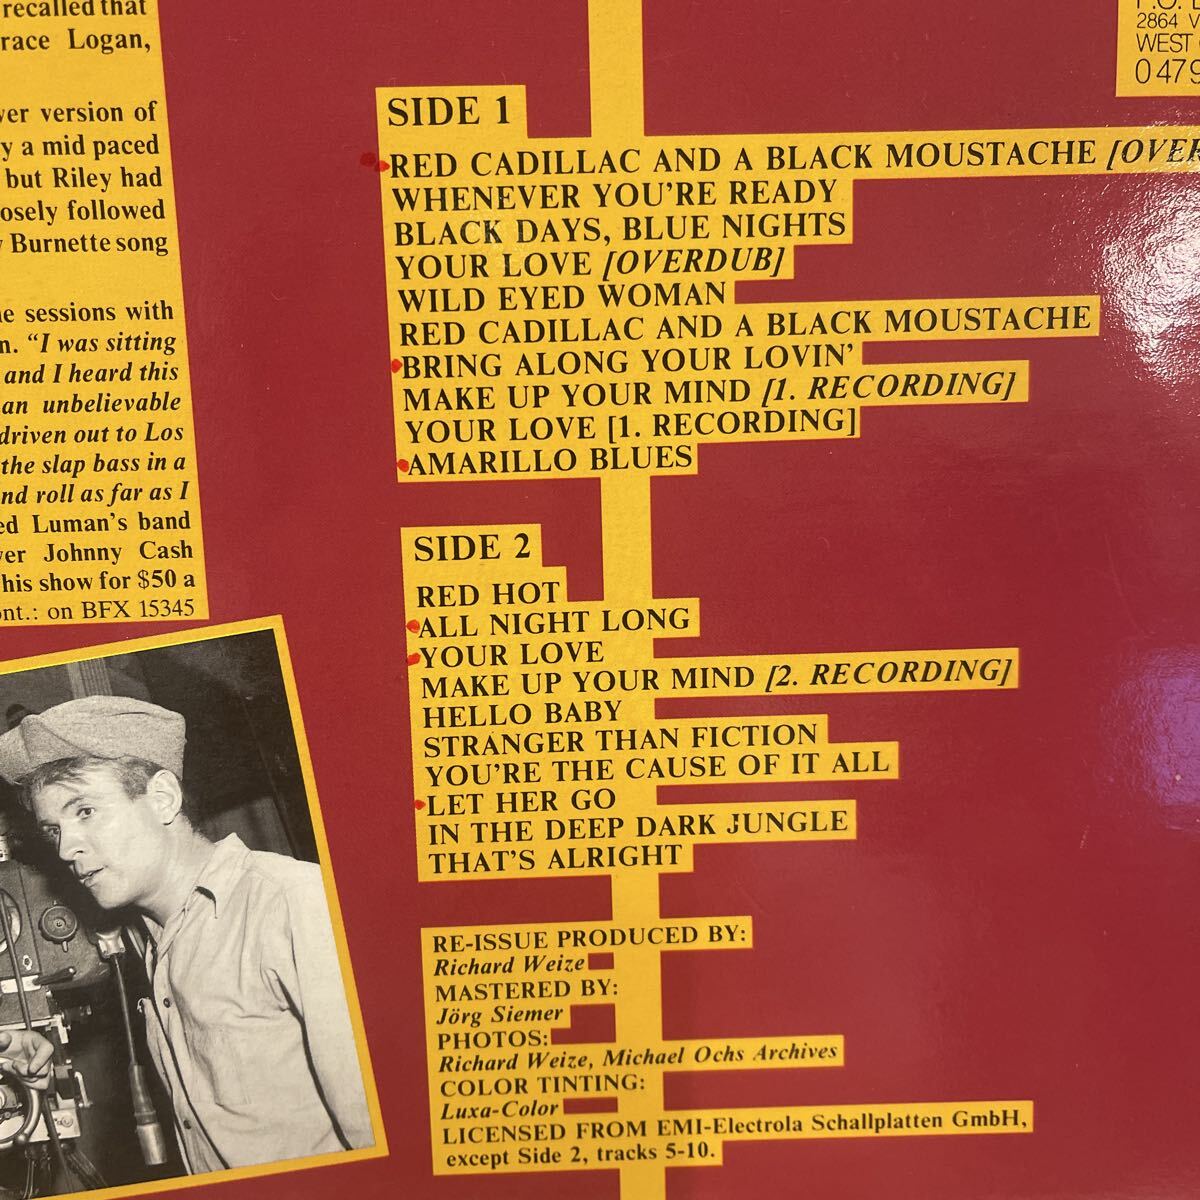 recalled that
race Logan,
ver version of
y a mid paced
but Riley had
osely followed
Burnette song
e sessions with
n. "I was sitting
and I heard this
an unbelievable
driven out to Los
the slap bass in a
nd roll as far as I
ed Luman's band
ver Johnny Cash
his show for $50 a
ont.: on BFX 15345
2864 V
WEST
0479
SIDE 1
RED CADILLAC AND A BLACK MOUSTACHE [OVER
WHENEVER YOU'RE READY
BLACK DAYS, BLUE NIGHTS
YOUR LOVE [OVERDUB]
WILD EYED WOMAN
RED CADILLAC AND A BLACK MOUSTACHE
BRING ALONG YOUR LOVIN'
MAKE UP YOUR MIND [1. RECORDING]
YOUR LOVE [1. RECORDING]
AMARILLO BLUES
SIDE 2
RED HOT
ALL NIGHT LONG
YOUR LOVE
MAKE UP YOUR MIND [2. RECORDING]
HELLO BABY
STRANGER THAN FICTION
YOU'RE THE CAUSE OF IT ALL
LET HER GO
IN THE DEEP DARK JUNGLE
THAT'S ALRIGHT
RE-ISSUE PRODUCED BY:
Richard Weize
MASTERED BY:
Jörg Siemer
PHOTOS:
Richard Weize, Michael Ochs Archives
COLOR TINTING:
Luxa-Color
LICENSED FROM EMI-Electrola Schallplatten GmbH,
except Side 2, tracks 5-10.